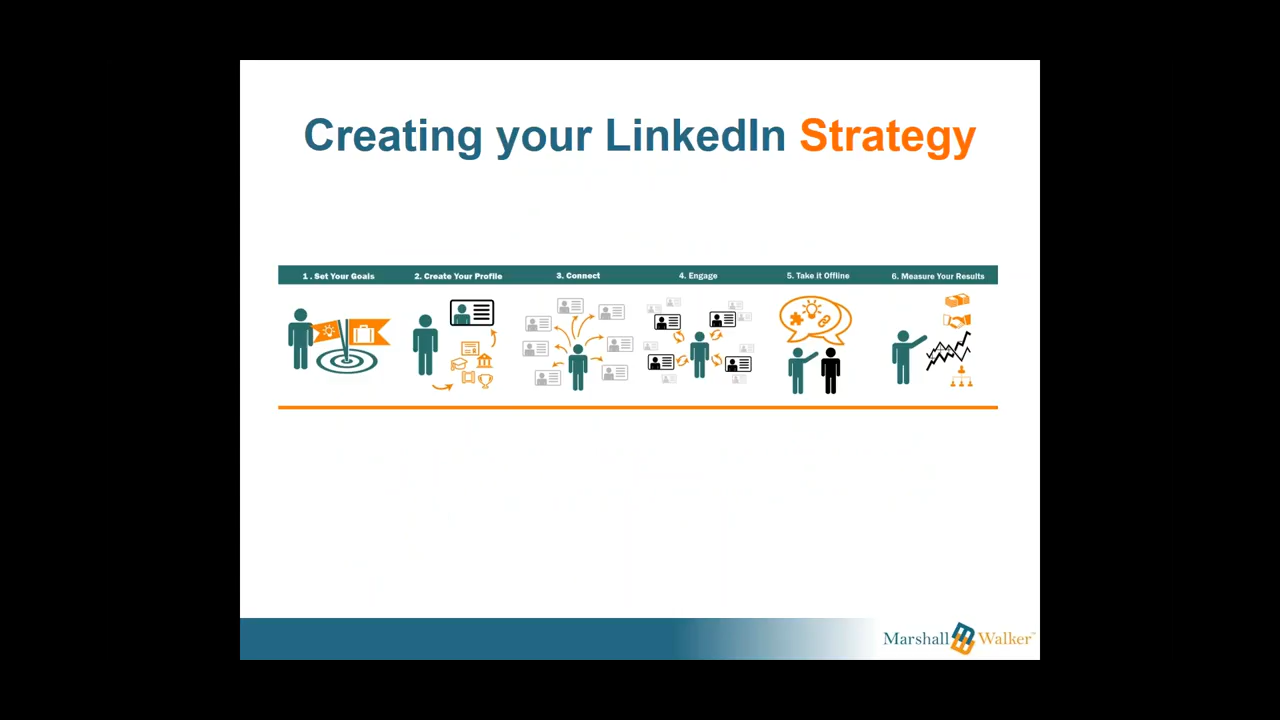 Creating your LinkedIn Strategy
1 . Set Your Goals
2. Create Your Profile
3. Connect
4. Engage
5. Take it Offline
6. Measure Your Results
Marshall Walker™